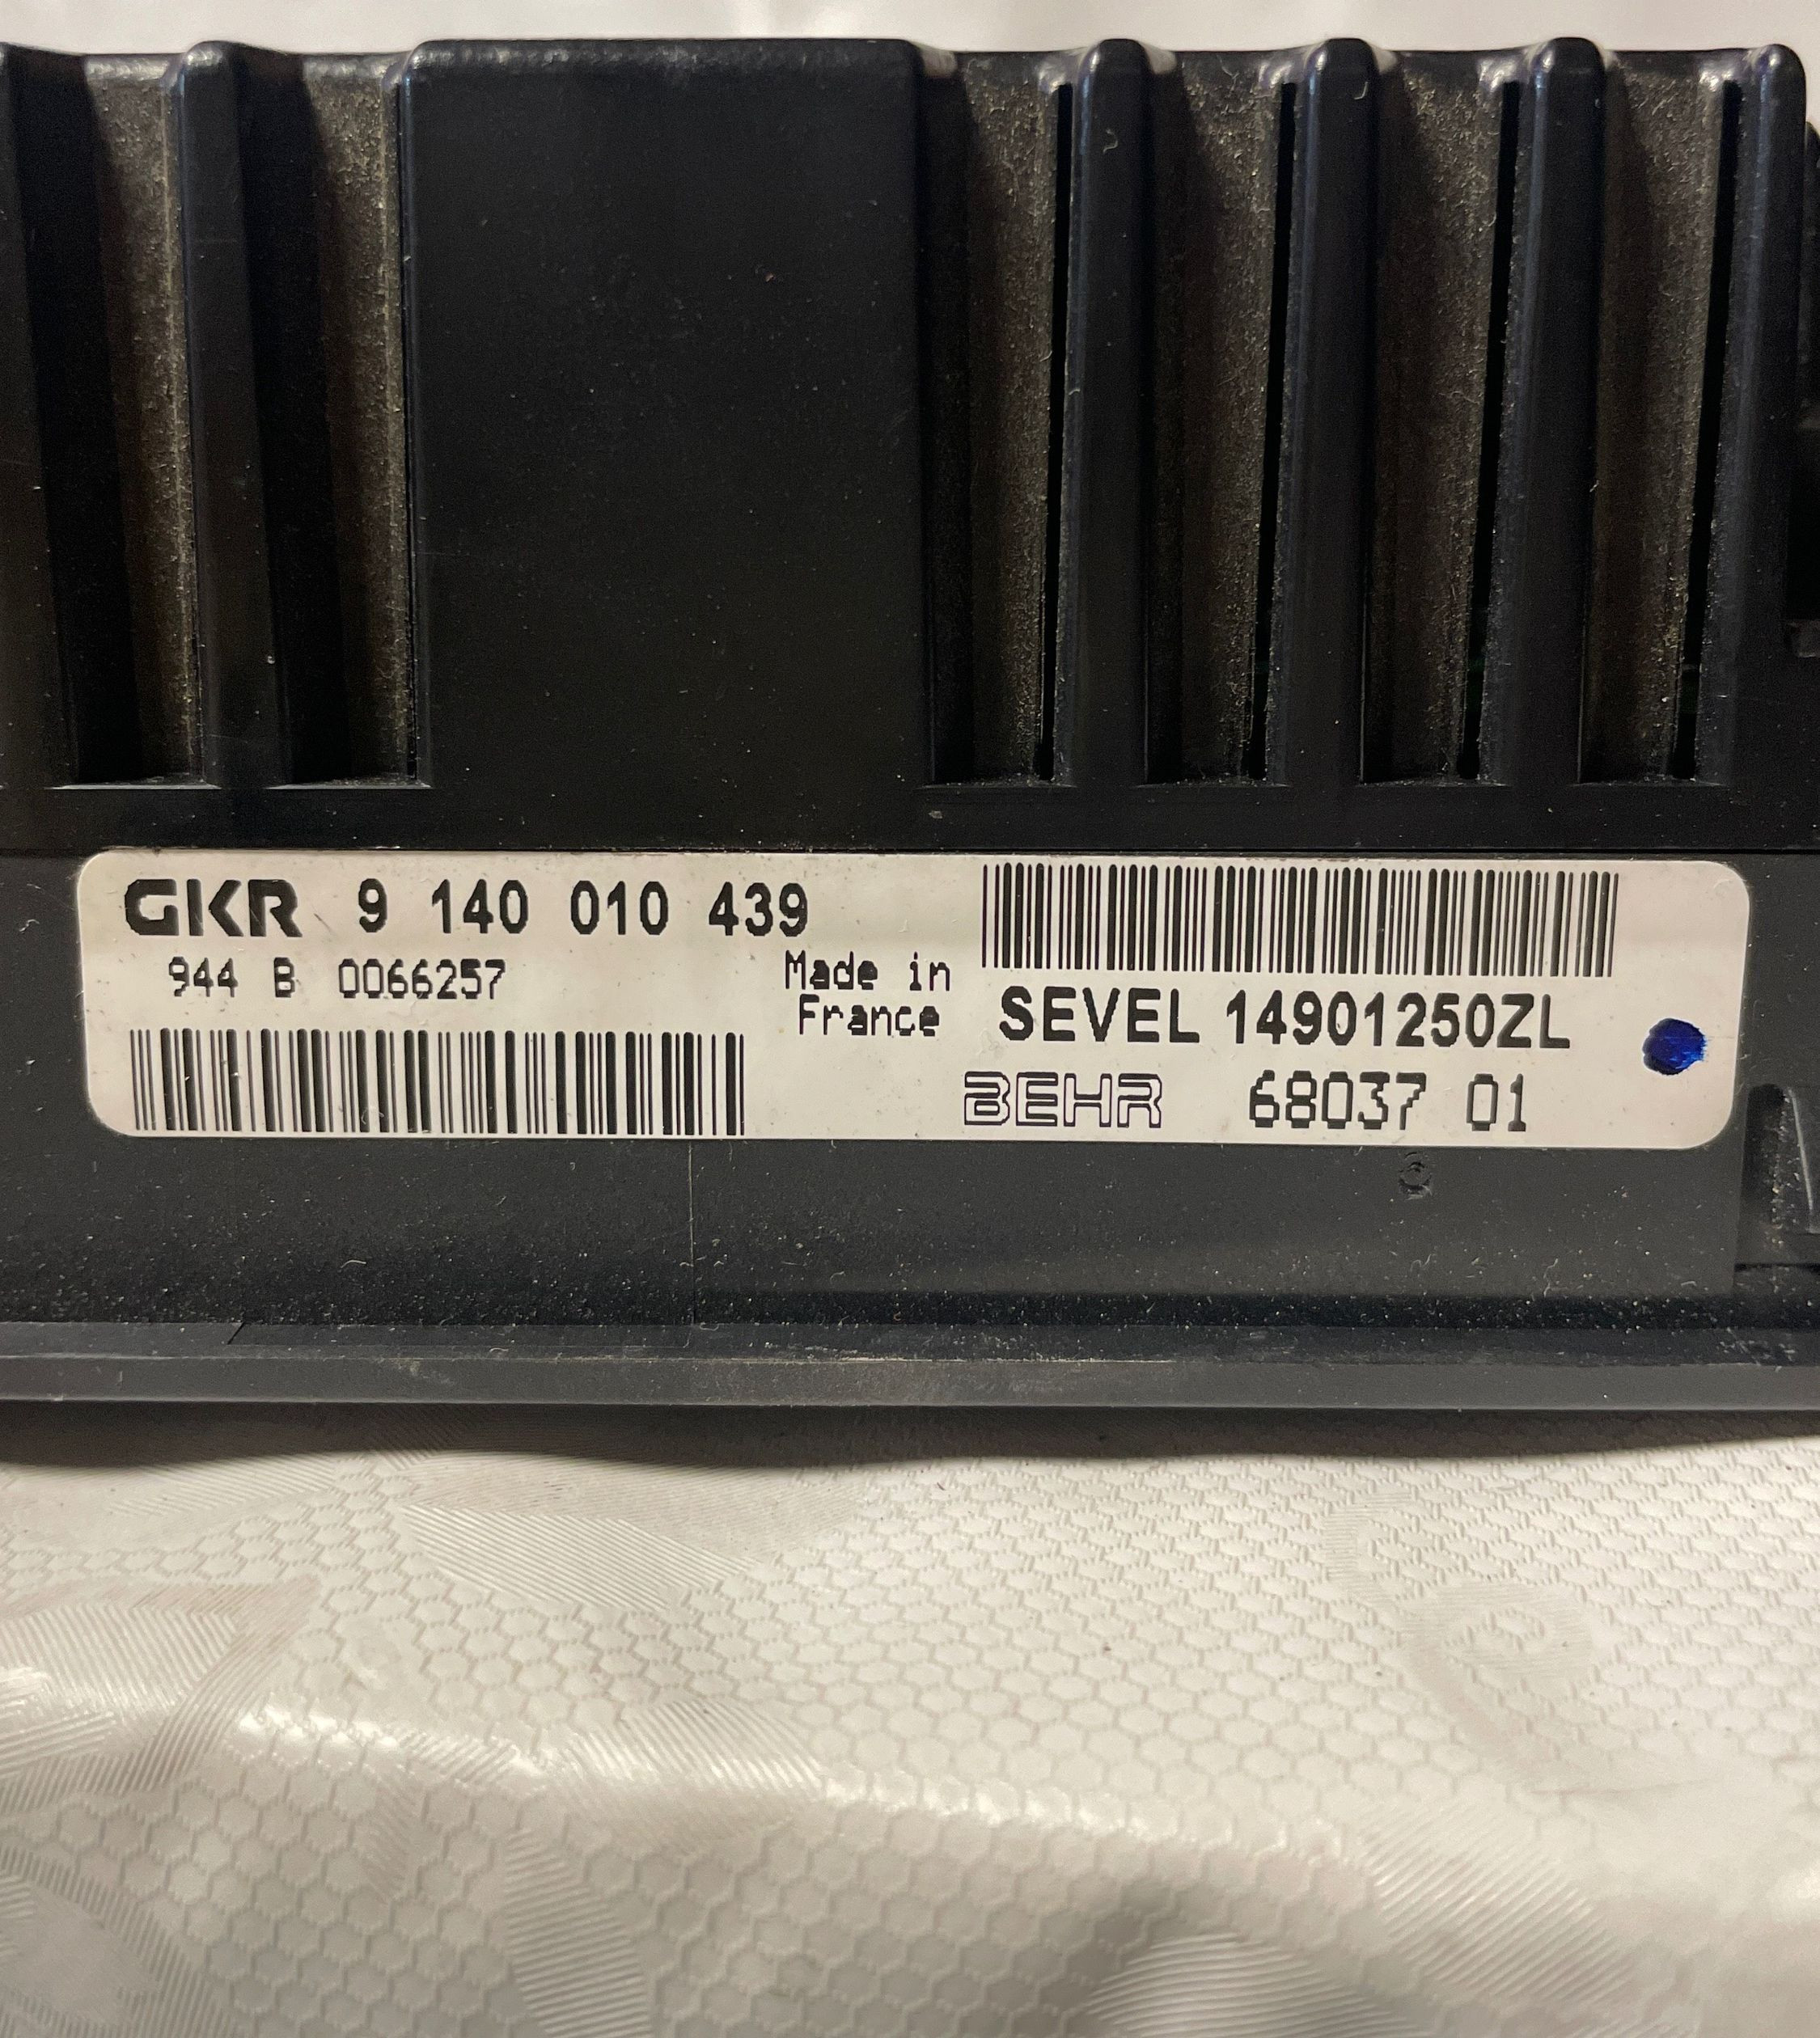 GKR 9 140 010 439
944 B 0066257
Made in
France
SEVEL 14901250ZL
BEHR 68037 01